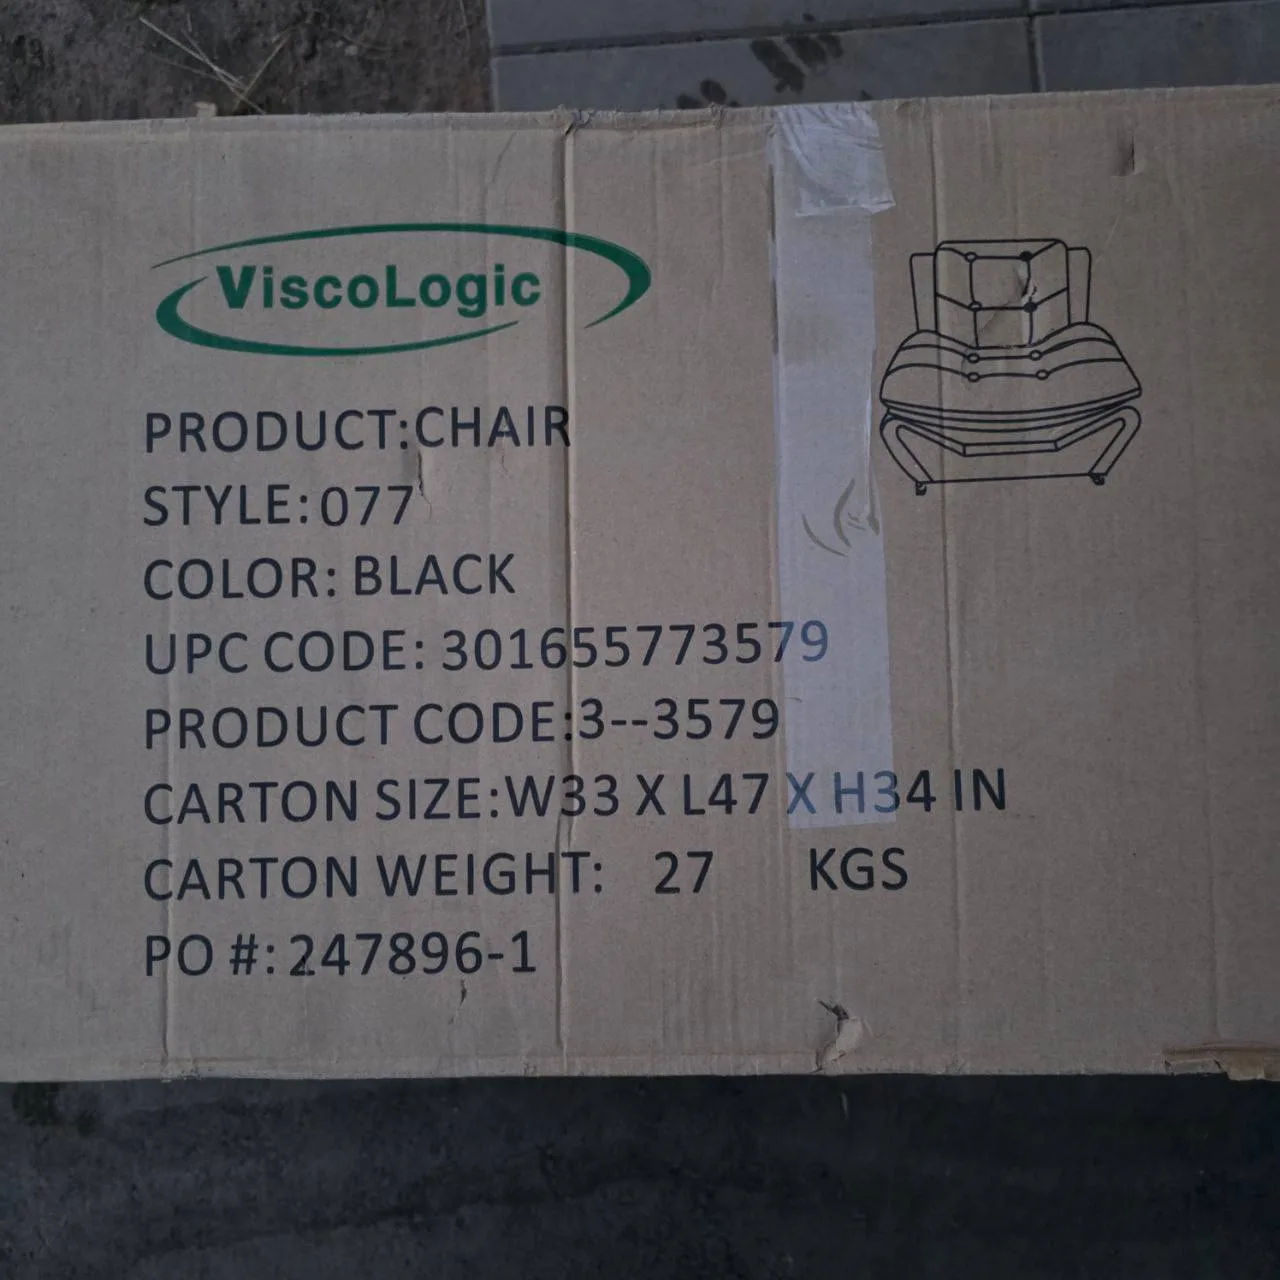 ViscoLogic
PRODUCT:CHAIR
STYLE:077
COLOR: BLACK
UPC CODE: 301655773579
PRODUCT CODE:3--3579
CARTON SIZE:W33 X L47 X H34 IN
CARTON WEIGHT: 27 KGS
PO #: 247896-1